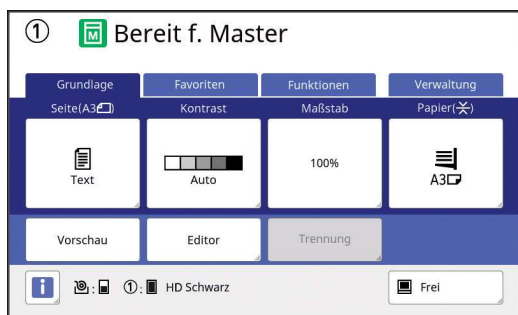 ① M Bereit f. Master
Grundlage Favoriten Funktionen Verwaltung
Seite(A3) Kontrast Maßstab Papier()
Text Auto 100% A3
Vorschau Editor Trennung
i : ①: HD Schwarz Frei